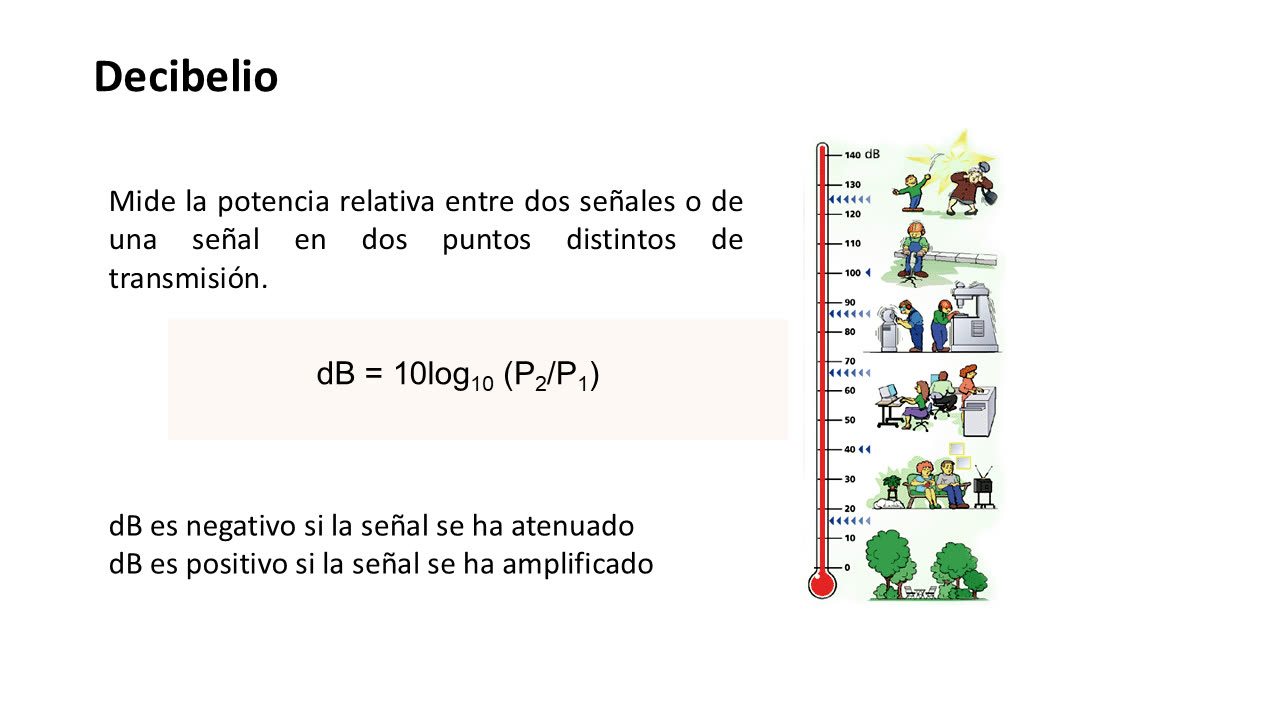 Decibelio
Mide la potencia relativa entre dos señales o de
una señal en dos puntos distintos de
transmisión.
dB = 10log10 (P2/P1)
dB es negativo si la señal se ha atenuado
dB es positivo si la señal se ha amplificado
140 dB
130
120
110
100
90
80
70
60
50
40
30
20
10
0